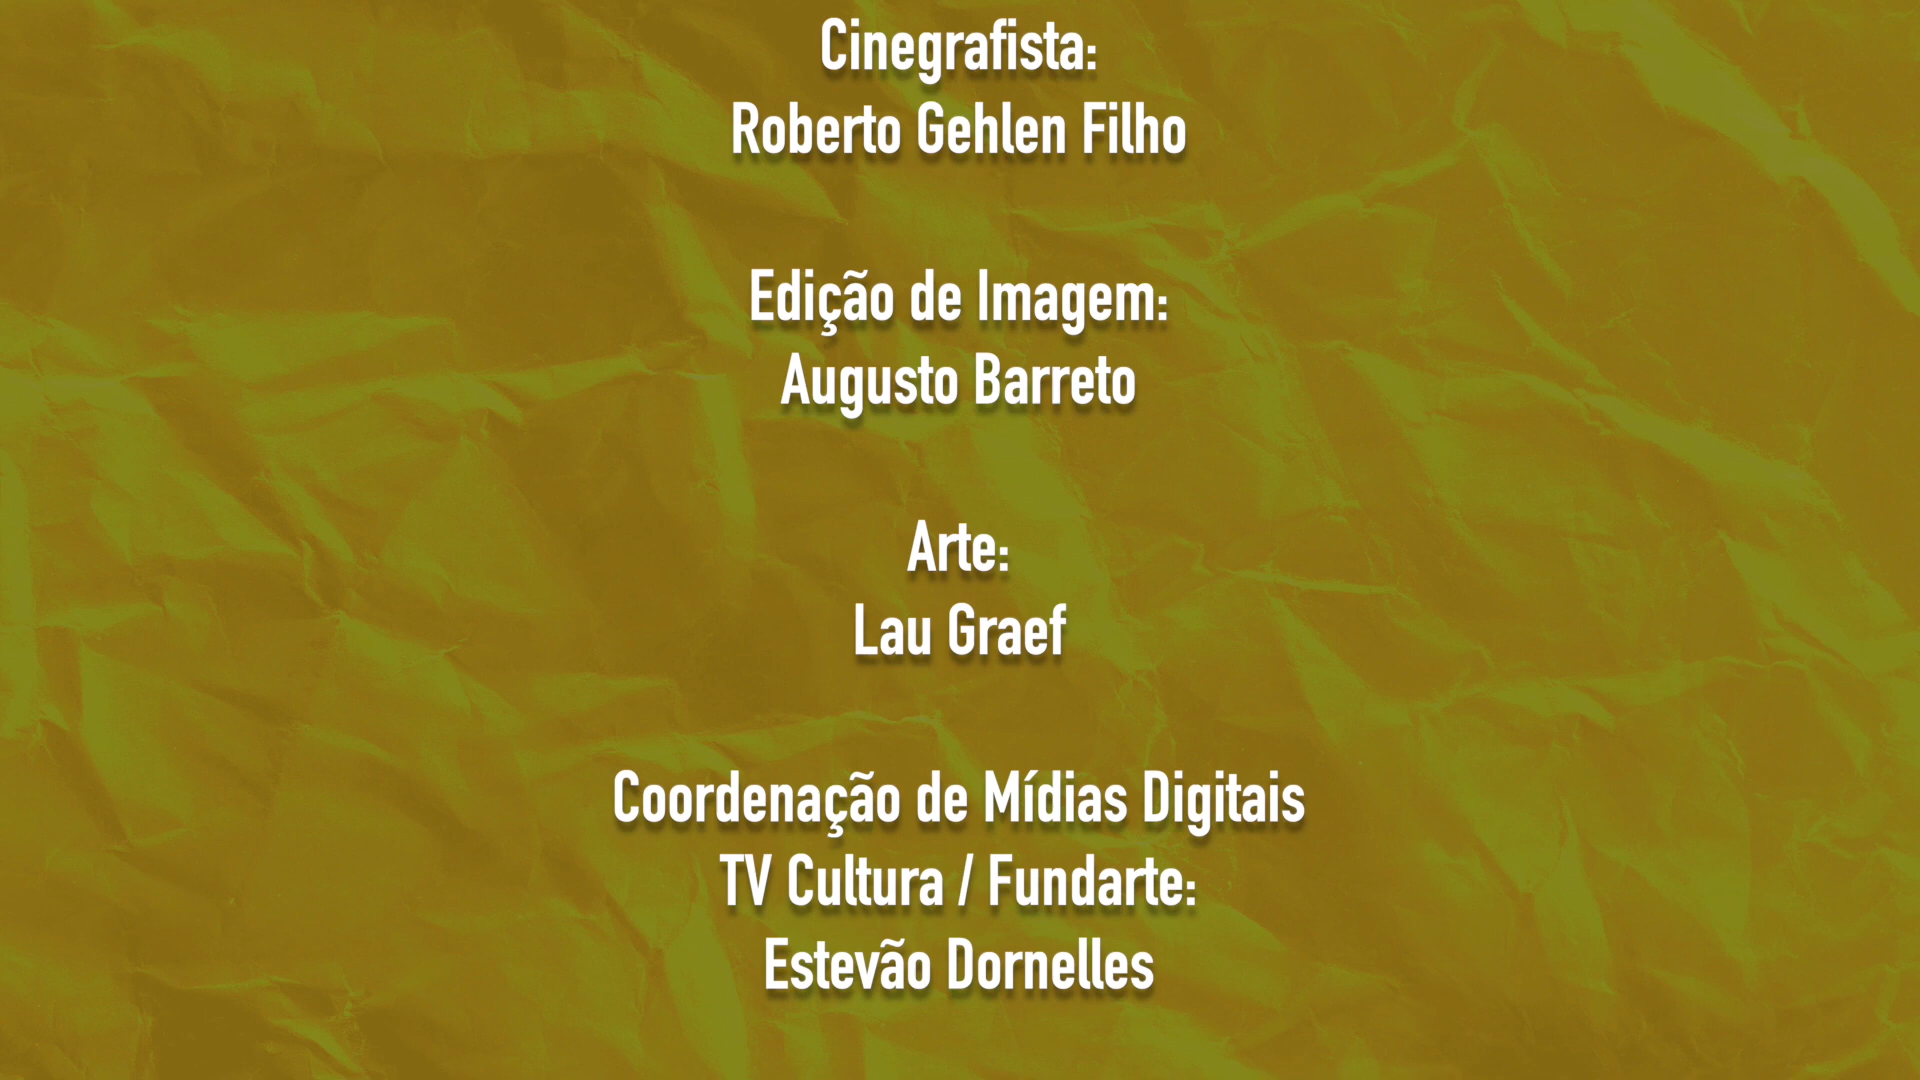 Cinegrafista:
Roberto Gehlen Filho
Edição de Imagem:
Augusto Barreto
Arte:
Lau Graef
Coordenação de Mídias Digitais
TV Cultura / Fundarte:
Estevão Dornelles